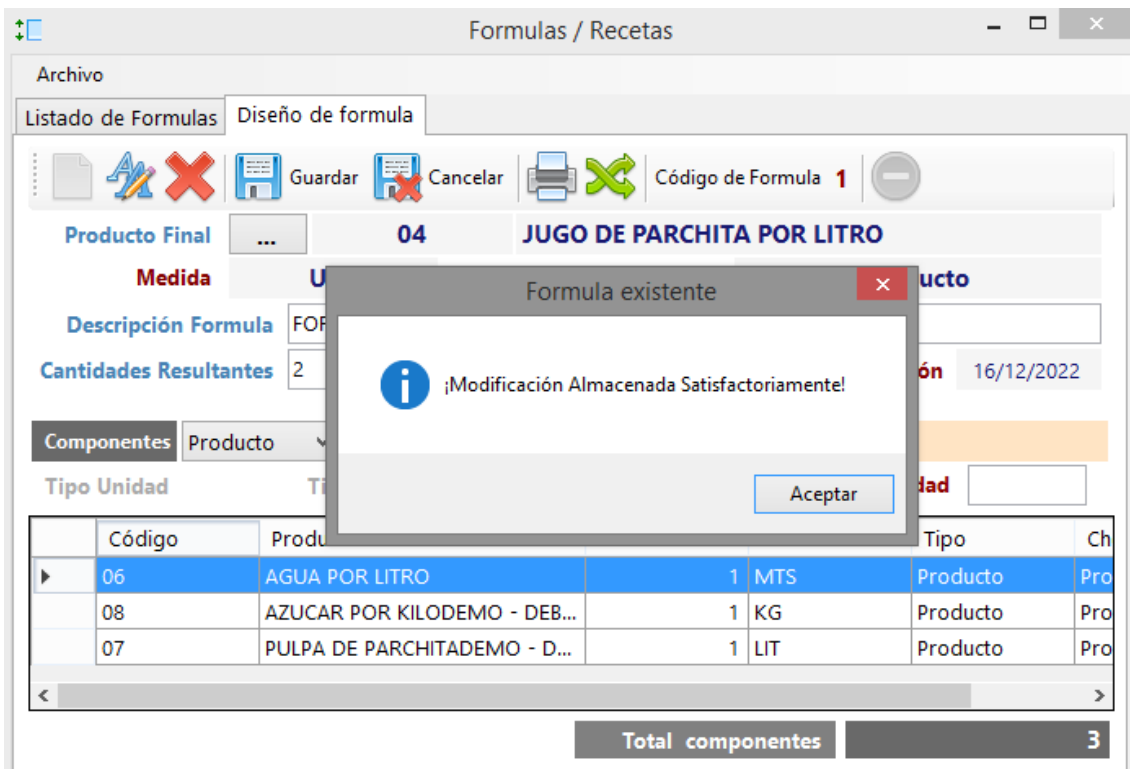 Formulas / Recetas
Archivo
Listado de Formulas Diseño de formula
Guardar Cancelar Código de Formula 1
Producto Final ... 04 JUGO DE PARCHITA POR LITRO
Medida
Formula existente
Descripción Formula
Cantidades Resultantes 2 16/12/2022
¡Modificación Almacenada Satisfactoriamente!
Componentes Producto
Tipo Unidad
Aceptar
Código Tipo
06 AGUA POR LITRO 1 MTS Producto
08 AZUCAR POR KILODEMO - DEB... 1 KG Producto
07 PULPA DE PARCHITADEMO - D... 1 LIT Producto
Total componentes 3